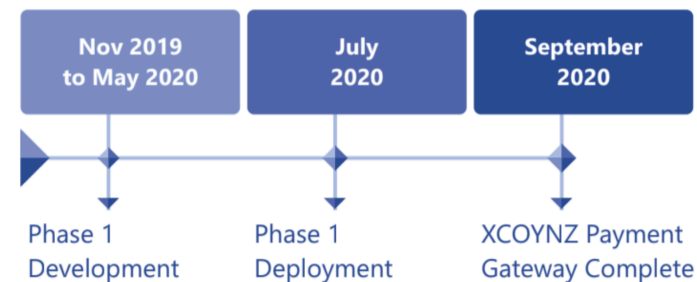 Nov 2019
to May 2020
July
2020
September
2020
Phase 1
Development
Phase 1
Deployment
XCOYNZ Payment
Gateway Complete